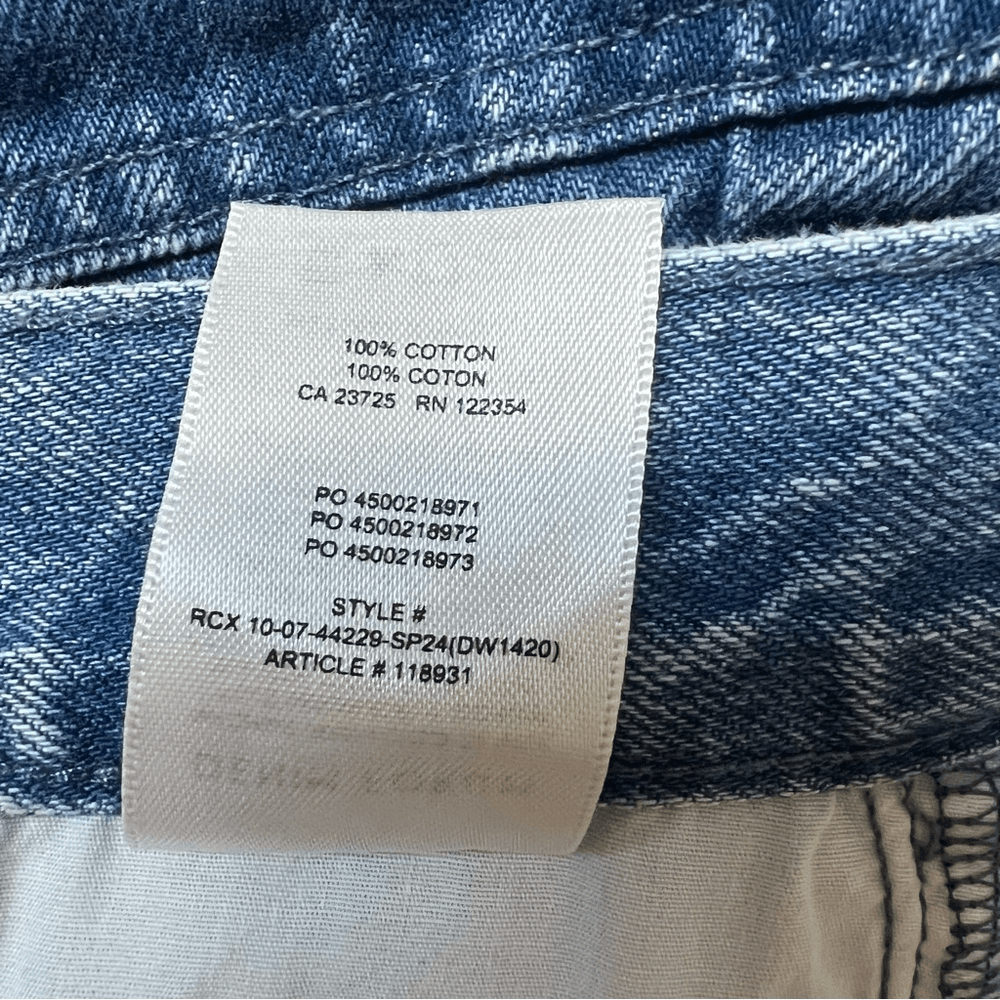 100% COTTON
100% COTON
CA 23725 RN 122354
PO 4500218971
PO 4500218972
PO 4500218973
STYLE #
RCX 10-07-44229-SP24(DW1420)
ARTICLE # 118931